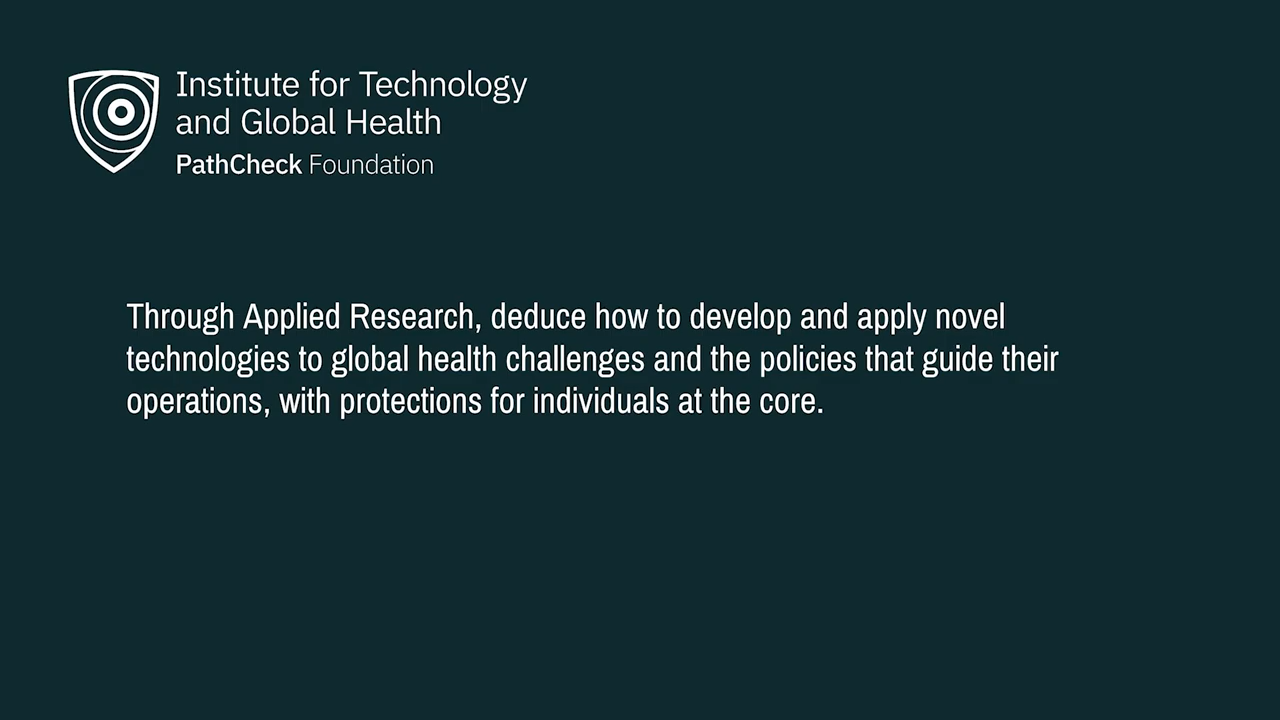 Institute for Technology
and Global Health
PathCheck Foundation
Through Applied Research, deduce how to develop and apply novel
technologies to global health challenges and the policies that guide their
operations, with protections for individuals at the core.